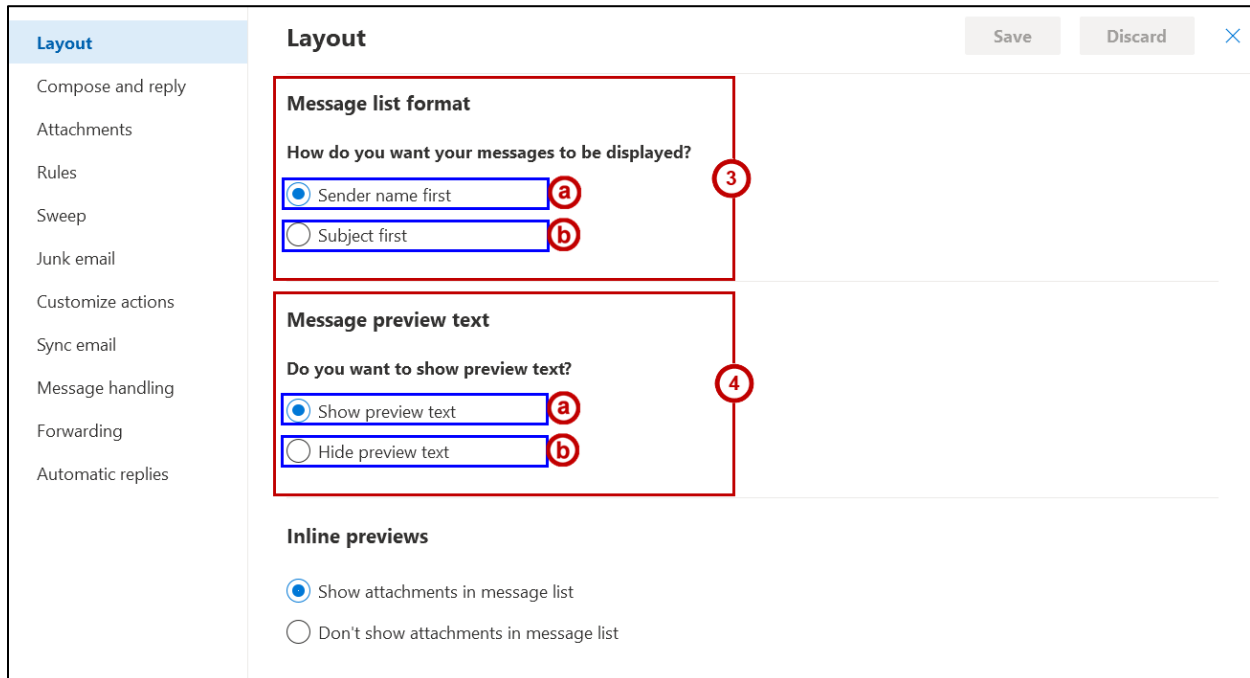 Layout
Compose and reply
Attachments
Rules
Sweep
Junk email
Customize actions
Sync email
Message handling
Forwarding
Automatic replies
Layout
Save
Discard
Message list format
How do you want your messages to be displayed?
3
Sender name first
a
Subject first
b
Message preview text
Do you want to show preview text?
4
Show preview text
a
Hide preview text
b
Inline previews
Show attachments in message list
Don't show attachments in message list